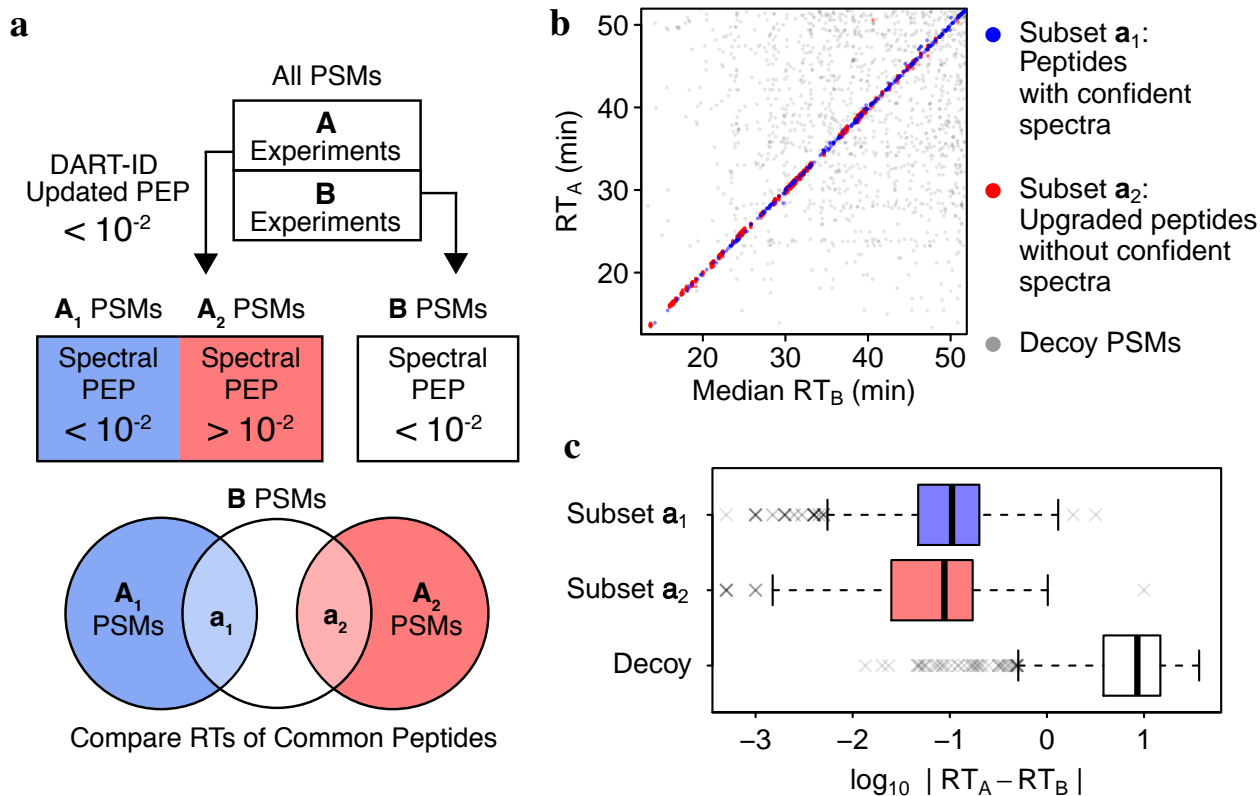 a
All PSMs
A
Experiments
B
Experiments
DART-ID
Updated PEP
< 10⁻²
A₁ PSMs
A₂ PSMs
B PSMs
Spectral
PEP
< 10⁻²
Spectral
PEP
> 10⁻²
Spectral
PEP
< 10⁻²
B PSMs
A₁
PSMs
a₁
a₂
A₂
PSMs
Compare RTs of Common Peptides
b
50
40
30
20
RT_A (min)
20
30
40
50
Median RT_B (min)
Subset a₁:
Peptides
with confident
spectra
Subset a₂:
Upgraded peptides
without confident
spectra
Decoy PSMs
c
Subset a₁
Subset a₂
Decoy
−3
−2
−1
0
1
log₁₀ | RT_A − RT_B |